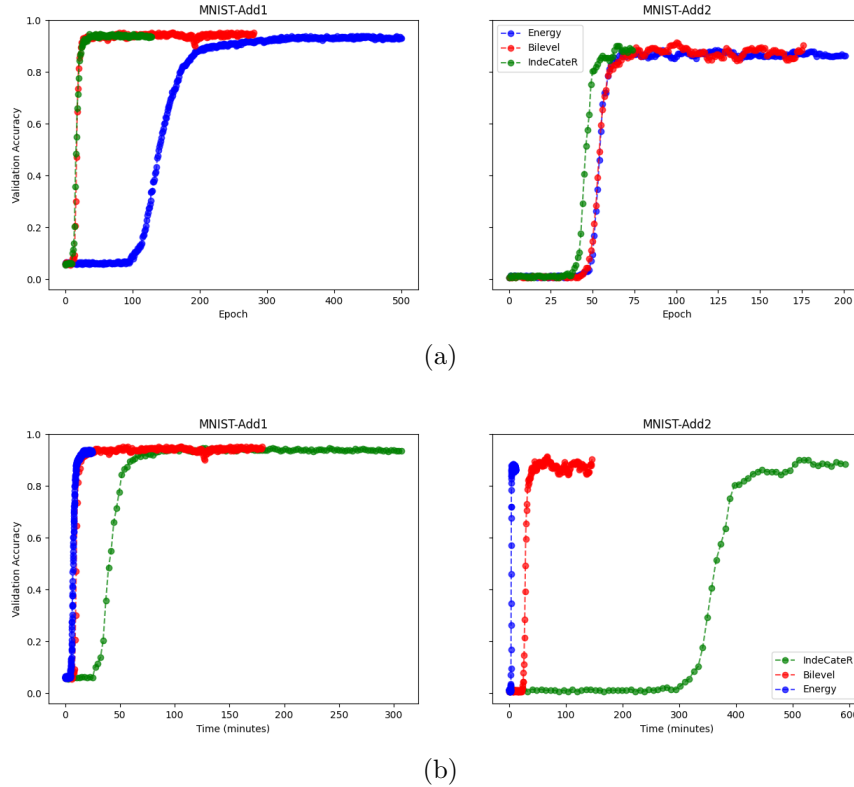 MNIST-Add1
MNIST-Add2
1.0
0.8
0.6
0.4
0.2
0.0
Validation Accuracy
0 100 200 300 400 500
Epoch
Energy
Bilevel
IndeCateR
0 25 50 75 100 125 150 175 200
Epoch
(a)
MNIST-Add1
MNIST-Add2
1.0
0.8
0.6
0.4
0.2
0.0
Validation Accuracy
0 50 100 150 200 250 300
Time (minutes)
IndeCateR
Bilevel
Energy
0 100 200 300 400 500 600
Time (minutes)
(b)